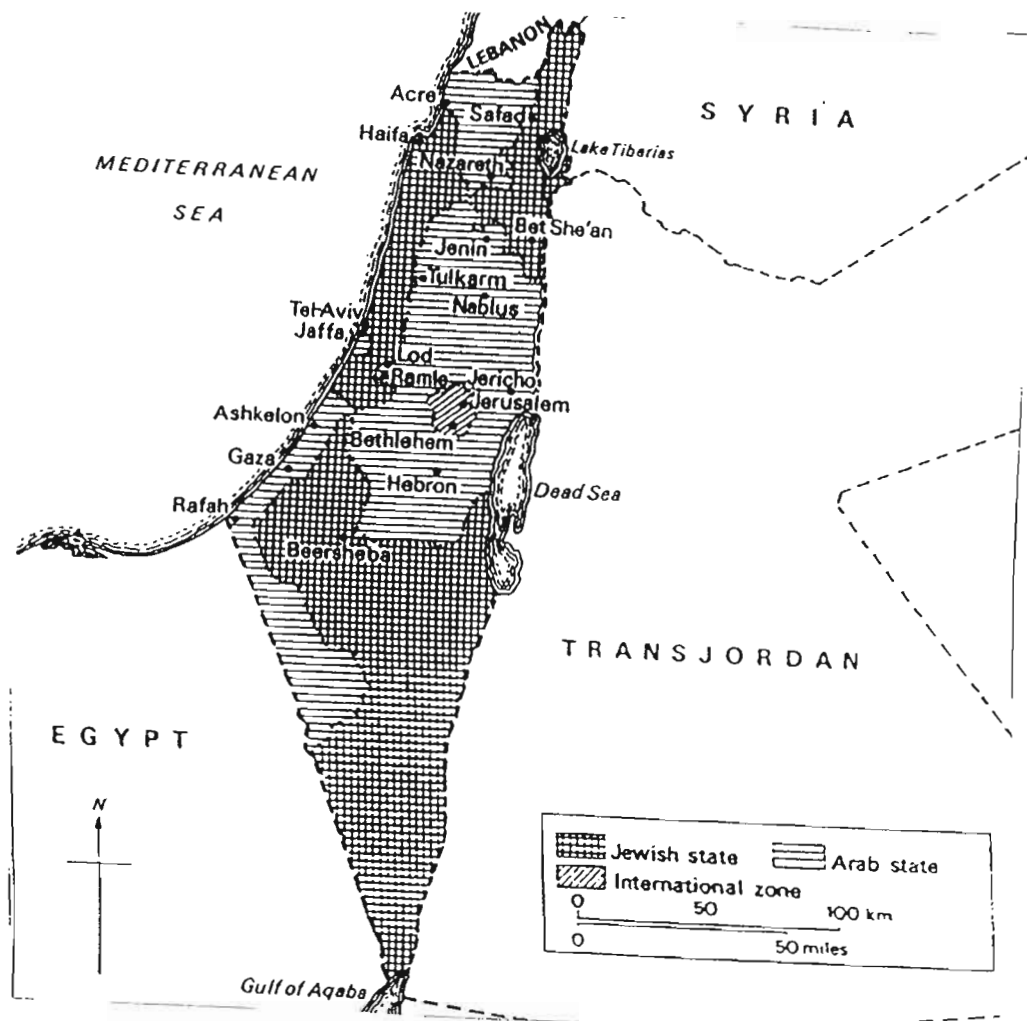 LEBANON
Acre
Safad
SYRIA
Haifa
Lake Tiberias
MEDITERRANEAN
SEA
Nazareth
Bet She'an
Jenin
Tulkarm
Nablus
Tel-Aviv
Jaffa
Lod
Ramle
Jericho
Jerusalem
Ashkelon
Bethlehem
Gaza
Hebron
Dead Sea
Rafah
Beersheba
TRANSJORDAN
EGYPT
N
Jewish state
Arab state
International zone
0 50 100 km
0 50 miles
Gulf of Aqaba